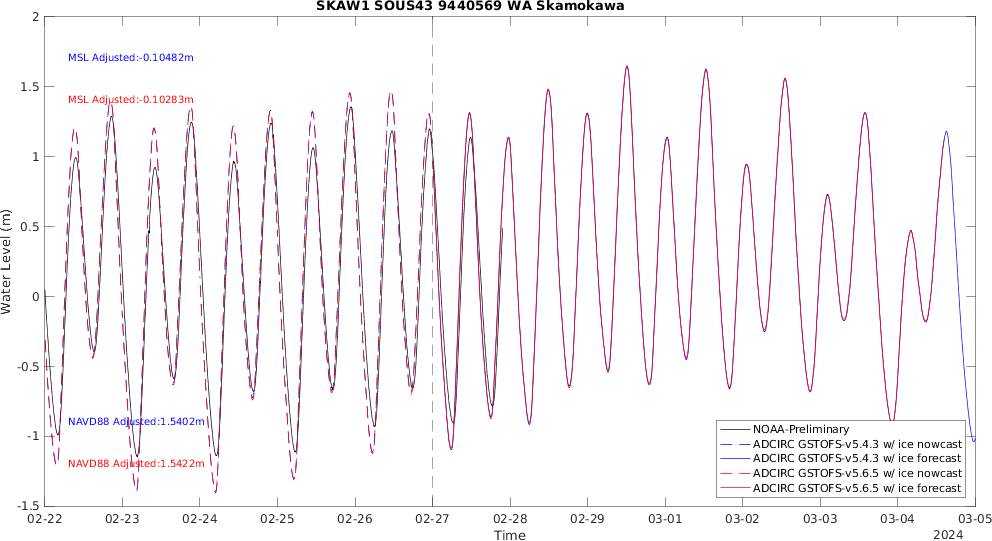 SKAW1 SOUS43 9440569 WA Skamokawa
2
1.5
1
0.5
0
-0.5
-1
-1.5
Water Level (m)
MSL Adjusted:-0.10482m
MSL Adjusted:-0.10283m
NAVD88 Adjusted:1.5402m
NAVD88 Adjusted:1.5422m
NOAA-Preliminary
ADCIRC GSTOFS-v5.4.3 w/ ice nowcast
ADCIRC GSTOFS-v5.4.3 w/ ice forecast
ADCIRC GSTOFS-v5.6.5 w/ ice nowcast
ADCIRC GSTOFS-v5.6.5 w/ ice forecast
02-22 02-23 02-24 02-25 02-26 02-27 02-28 02-29 03-01 03-02 03-03 03-04 03-05
Time
2024